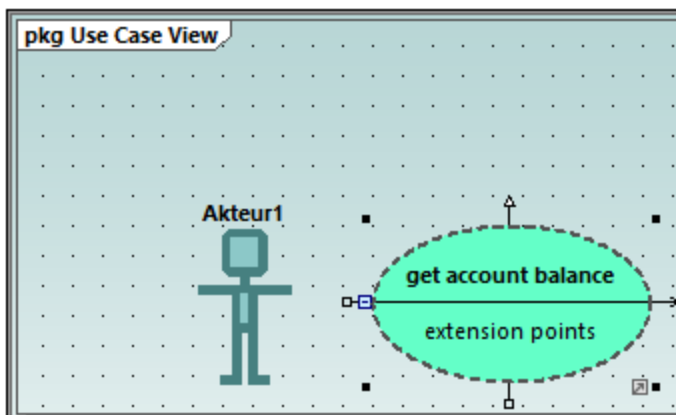 pkg Use Case View
Akteur1
get account balance
extension points